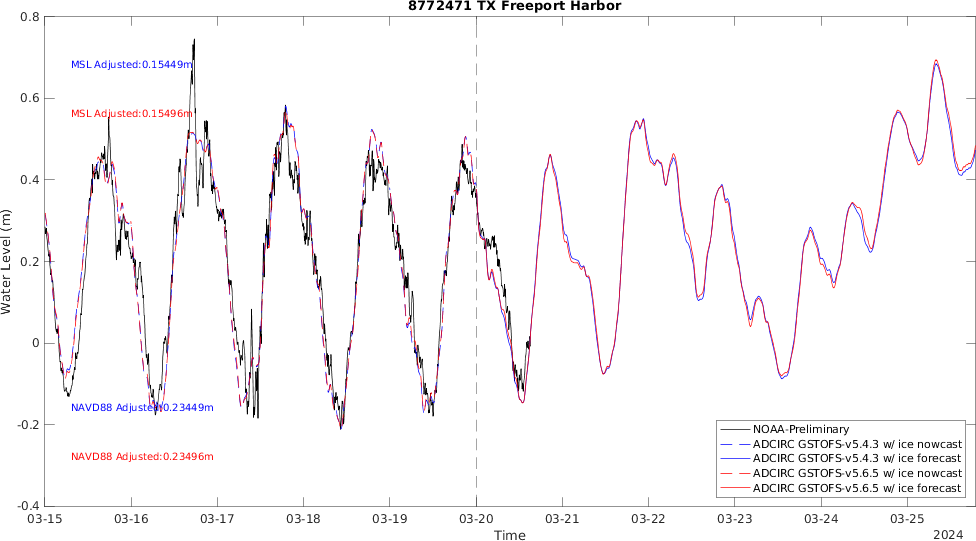 8772471 TX Freeport Harbor
0.8
0.6
0.4
0.2
0
-0.2
-0.4
Water Level (m)
MSL Adjusted:0.15449m
MSL Adjusted:0.15496m
NAVD88 Adjusted:0.23449m
NAVD88 Adjusted:0.23496m
NOAA-Preliminary
ADCIRC GSTOFS-v5.4.3 w/ ice nowcast
ADCIRC GSTOFS-v5.4.3 w/ ice forecast
ADCIRC GSTOFS-v5.6.5 w/ ice nowcast
ADCIRC GSTOFS-v5.6.5 w/ ice forecast
03-15 03-16 03-17 03-18 03-19 03-20 03-21 03-22 03-23 03-24 03-25
Time
2024